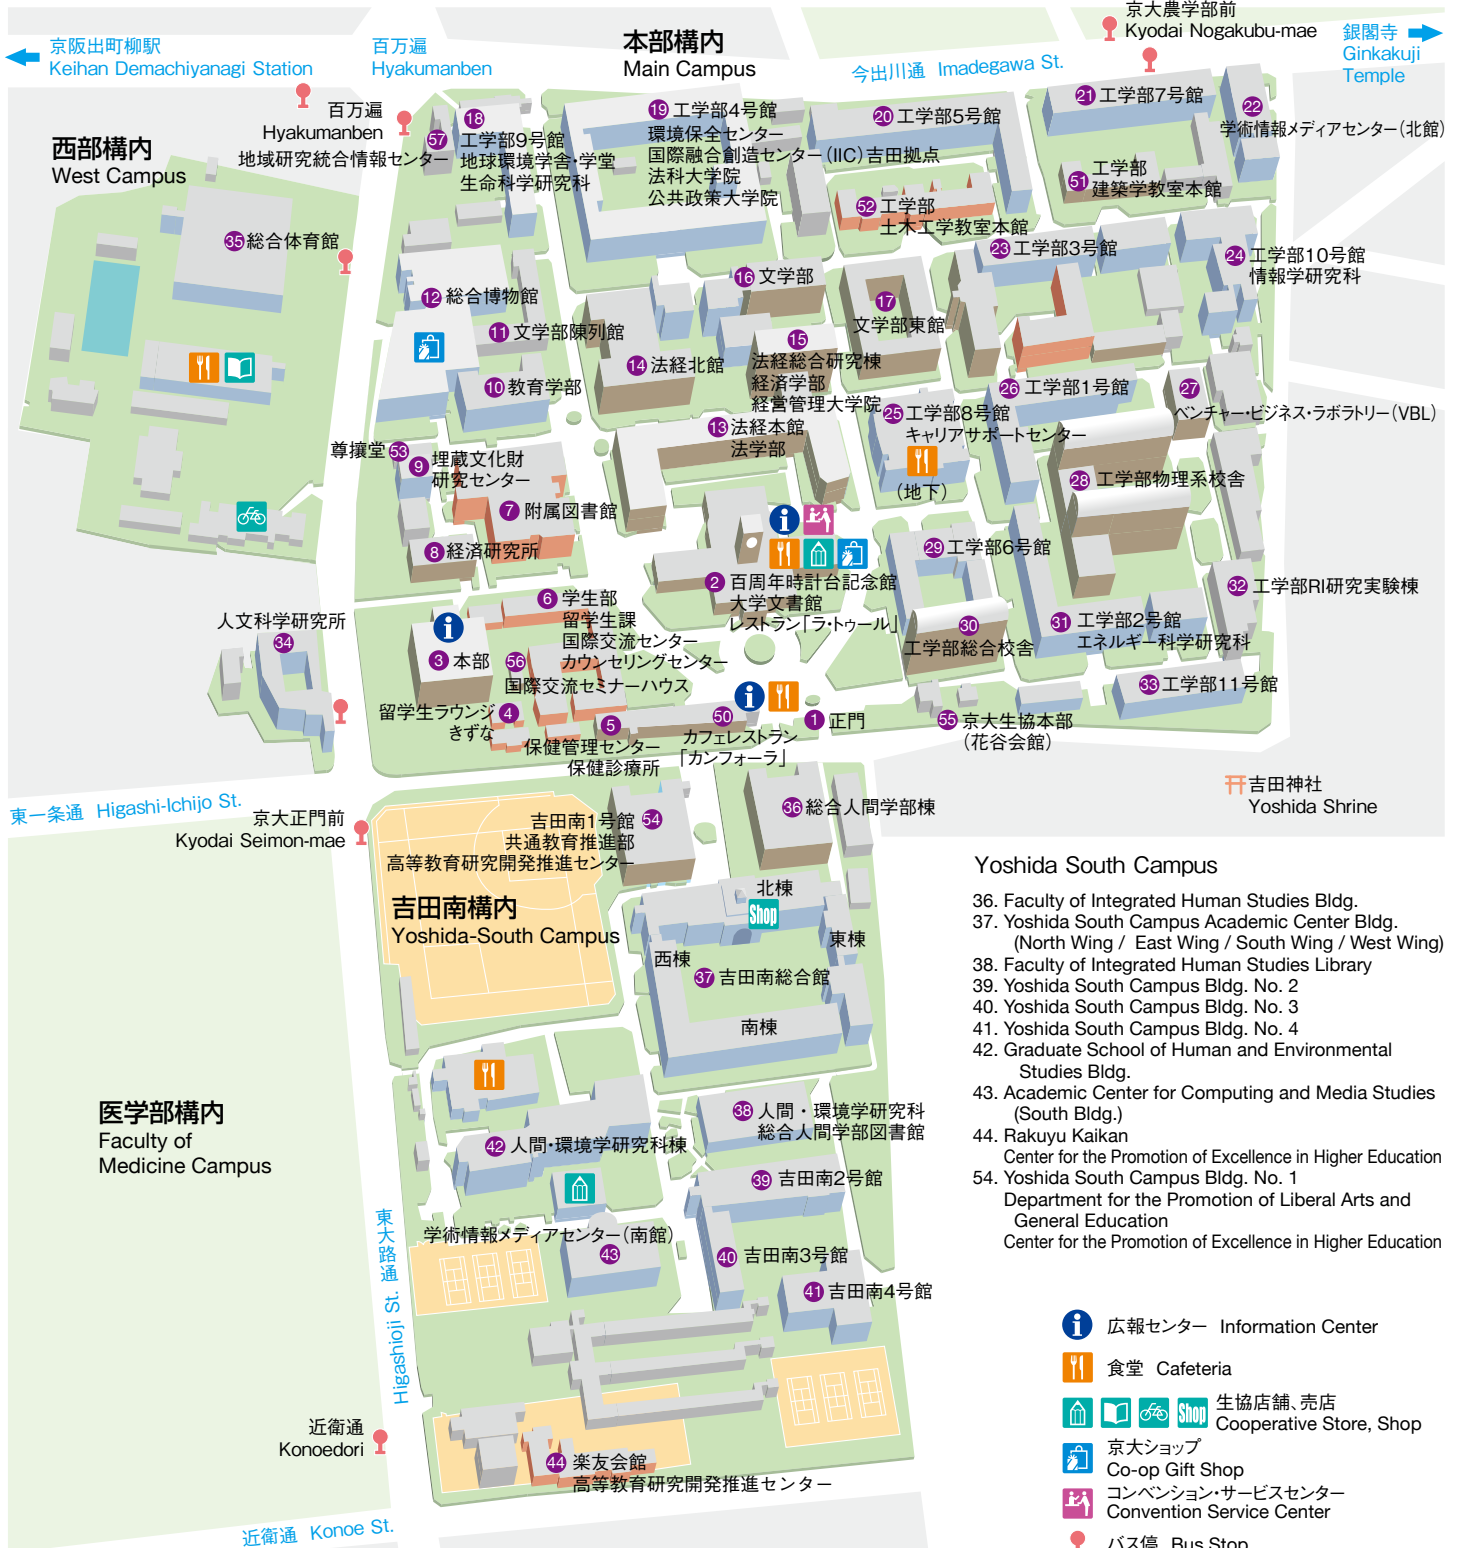 京大農学部前
Kyodai Nogakubu-mae
京阪出町柳駅
Keihan Demachiyanagi Station
百万遍
Hyakumanben
本部構内
Main Campus
今出川通 Imadegawa St.
銀閣寺
Ginkakuji
Temple
百万遍
Hyakumanben
西部構内
West Campus
57
地域研究統合情報センター
18
工学部9号館
地球環境学舎・学堂
生命科学研究科
19 工学部4号館
環境保全センター
国際融合創造センター(IIC)吉田拠点
法科大学院
公共政策大学院
20 工学部5号館
21 工学部7号館
22
学術情報メディアセンター(北館)
51 工学部
建築学教室本館
52 工学部
土木工学教室本館
35 総合体育館
23 工学部3号館
24 工学部10号館
情報学研究科
12 総合博物館
16 文学部
17
文学部東館
11 文学部陳列館
15
法経総合研究棟
経済学部
経営管理大学院
14 法経北館
10 教育学部
26 工学部1号館
27
ベンチャー・ビジネス・ラボラトリー(VBL)
25 工学部8号館
キャリアサポートセンター
(地下)
13 法経本館
法学部
尊攘堂 53
9 埋蔵文化財
研究センター
28 工学部物理系校舎
7 附属図書館
8 経済研究所
29 工学部6号館
2 百周年時計台記念館
大学文書館
レストラン「ラ・トゥール」
32 工学部RI研究実験棟
6 学生部
留学生課
国際交流センター
カウンセリングセンター
人文科学研究所
34
3 本部
56
国際交流セミナーハウス
30
工学部総合校舎
31 工学部2号館
エネルギー科学研究科
33 工学部11号館
留学生ラウンジ
きずな
4
5
保健管理センター
保健診療所
50
カフェレストラン
「カンフォーラ」
1 正門
55 京大生協本部
(花谷会館)
吉田神社
Yoshida Shrine
東一条通 Higashi-Ichijo St.
京大正門前
Kyodai Seimon-mae
吉田南1号館 54
共通教育推進部
高等教育研究開発推進センター
36 総合人間学部棟
吉田南構内
Yoshida-South Campus
北棟
Shop
東棟
西棟
37 吉田南総合館
南棟
Yoshida South Campus
36. Faculty of Integrated Human Studies Bldg.
37. Yoshida South Campus Academic Center Bldg.
(North Wing / East Wing / South Wing / West Wing)
38. Faculty of Integrated Human Studies Library
39. Yoshida South Campus Bldg. No. 2
40. Yoshida South Campus Bldg. No. 3
41. Yoshida South Campus Bldg. No. 4
42. Graduate School of Human and Environmental
Studies Bldg.
43. Academic Center for Computing and Media Studies
(South Bldg.)
44. Rakuyu Kaikan
Center for the Promotion of Excellence in Higher Education
54. Yoshida South Campus Bldg. No. 1
Department for the Promotion of Liberal Arts and
General Education
Center for the Promotion of Excellence in Higher Education
医学部構内
Faculty of
Medicine Campus
38 人間・環境学研究科
総合人間学部図書館
42 人間・環境学研究科棟
39 吉田南2号館
学術情報メディアセンター(南館)
43
40 吉田南3号館
41 吉田南4号館
東大路通 Higashioji St.
近衛通
Konoedori
44 楽友会館
高等教育研究開発推進センター
近衛通 Konoe St.
広報センター Information Center
食堂 Cafeteria
Shop 生協店舗、売店
Cooperative Store, Shop
京大ショップ
Co-op Gift Shop
コンベンション・サービスセンター
Convention Service Center
バス停 Bus Stop